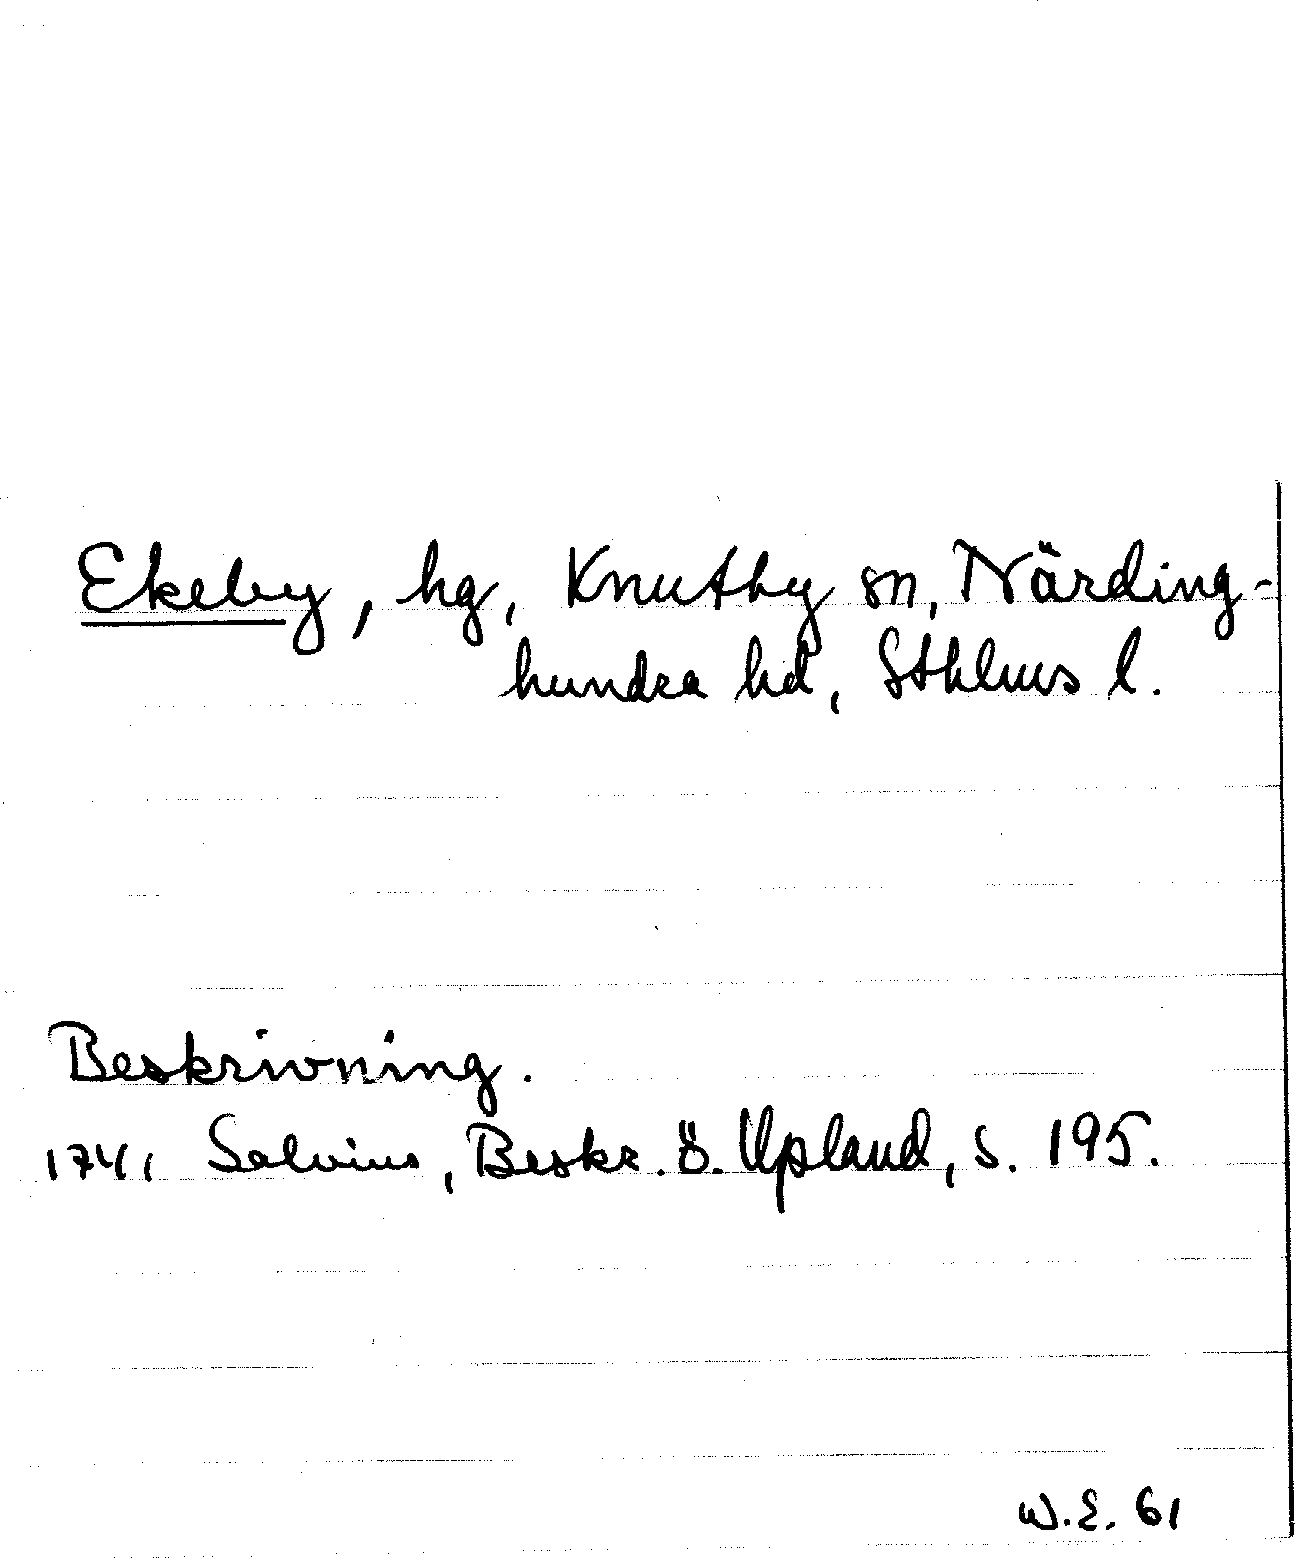 Ekeby, hg, Knutby sn, Närding-
hundra hd, Sthlms l.
Beskrivning.
1741 Salvius, Beskr. ö. Upland, s. 195.
W.E. 61